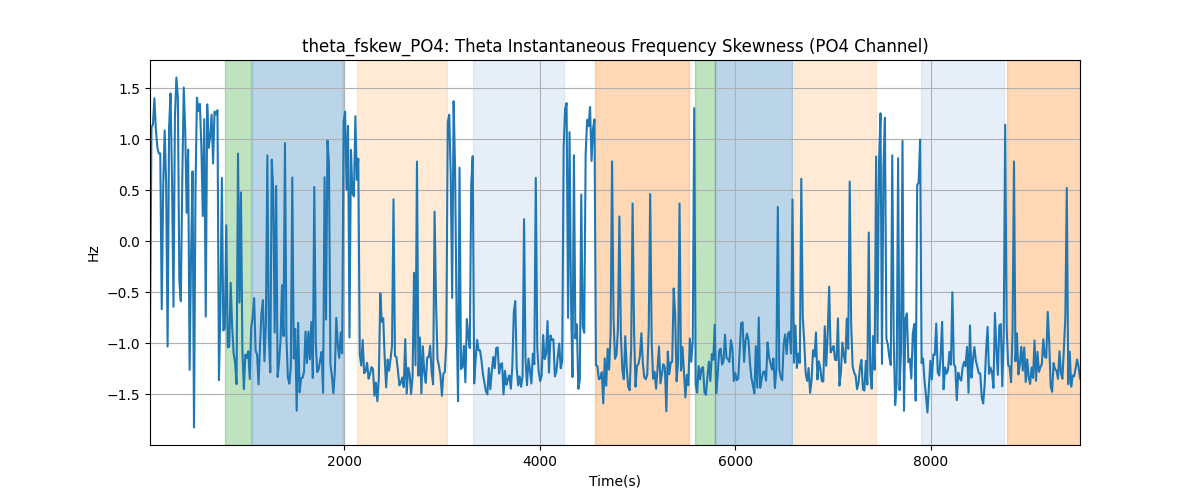 theta_fskew_PO4: Theta Instantaneous Frequency Skewness (PO4 Channel)
1.5
1.0
0.5
0.0
−0.5
−1.0
−1.5
Hz
2000 4000 6000 8000
Time(s)